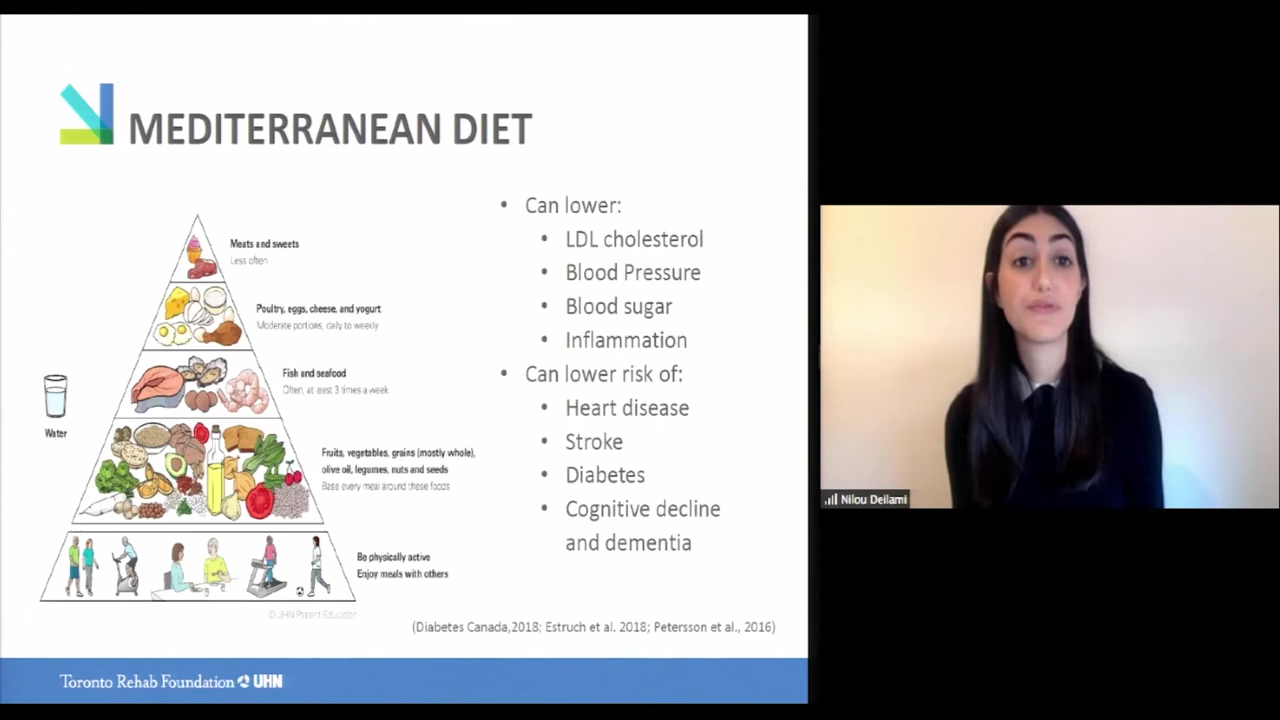 MEDITERRANEAN DIET
Meats and sweets
Less often
Poultry, eggs, cheese, and yogurt
Moderate portions, daily to weekly
Fish and seafood
Often, at least 3 times a week
Water
Fruits, vegetables, grains (mostly whole),
olive oil, legumes, nuts and seeds
Base every meal around these foods
Be physically active
Enjoy meals with others
© UHN Patient Education
• Can lower:
• LDL cholesterol
• Blood Pressure
• Blood sugar
• Inflammation
• Can lower risk of:
• Heart disease
• Stroke
• Diabetes
• Cognitive decline
and dementia
(Diabetes Canada,2018; Estruch et al. 2018; Petersson et al., 2016)
Toronto Rehab Foundation UHN
Nilou Deilami